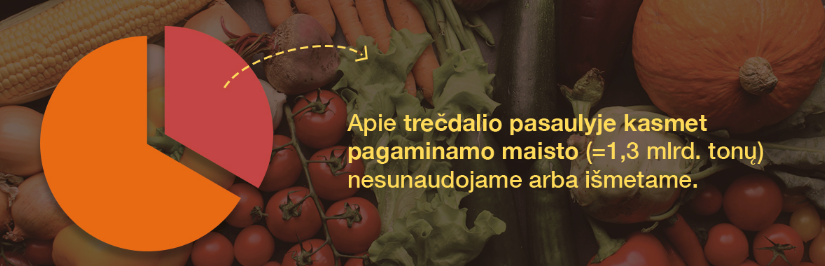 Apie trečdalio pasaulyje kasmet
pagaminamo maisto (=1,3 mlrd. tonų)
nesunaudojame arba išmetame.